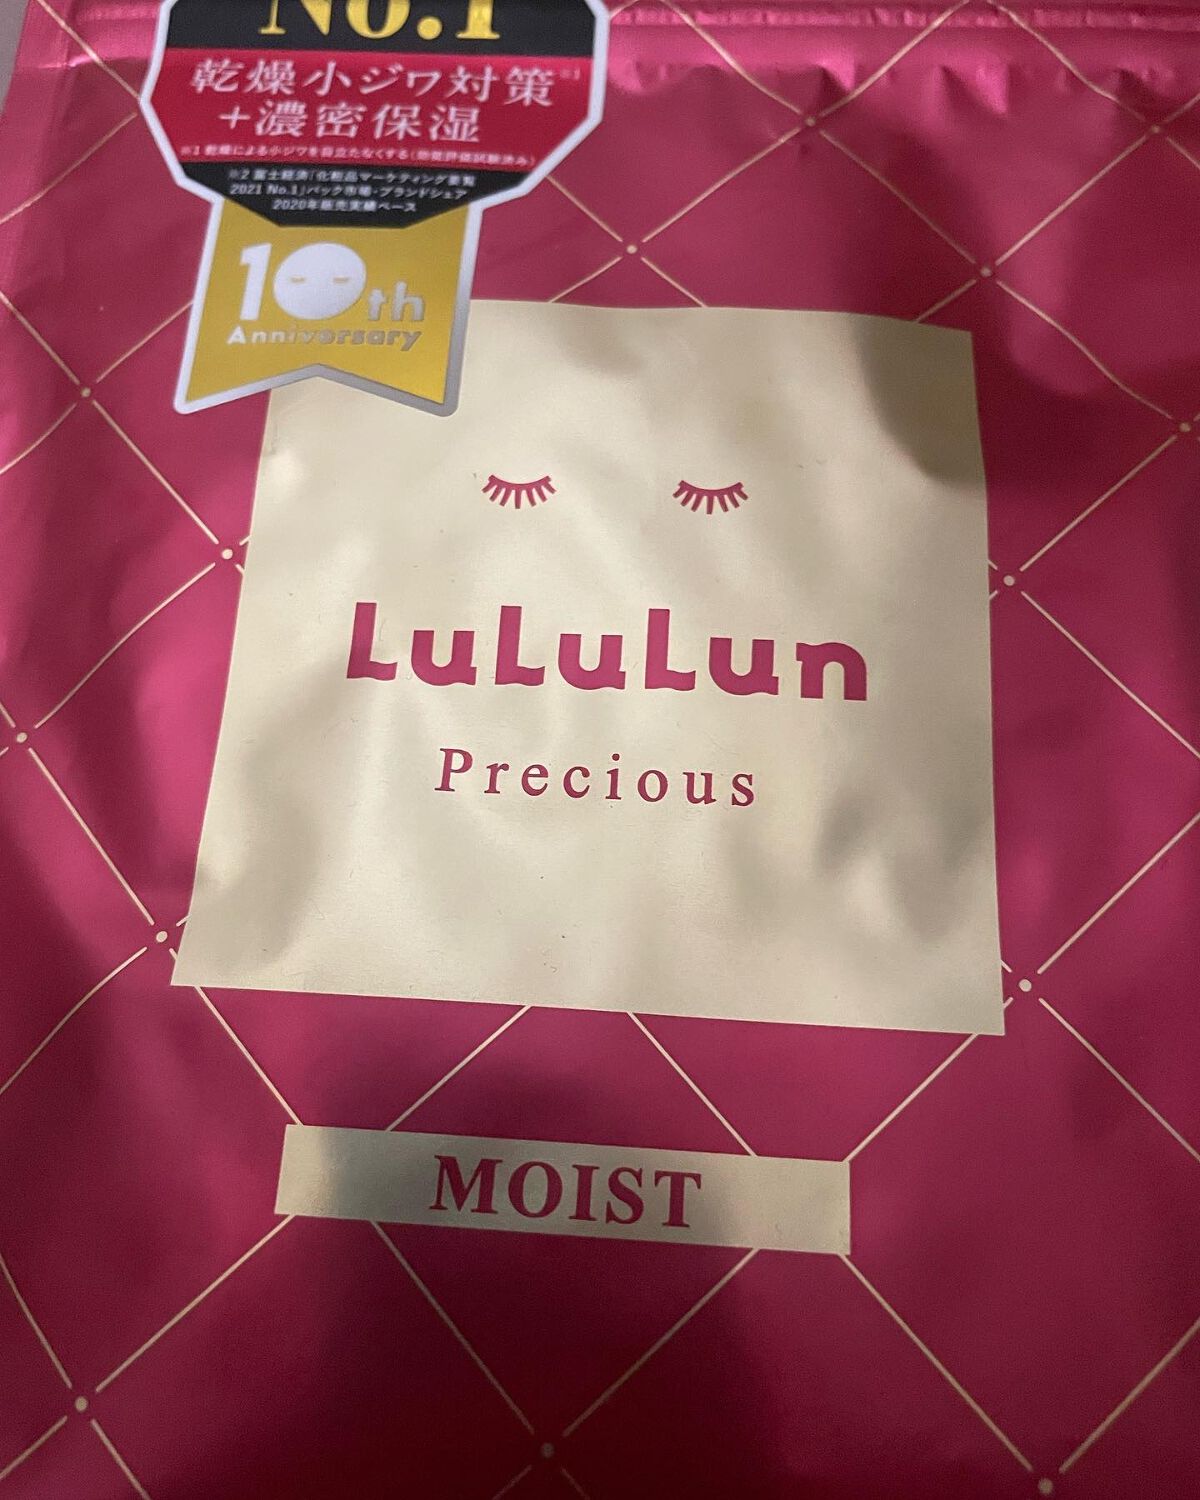 No.1
乾燥小ジワ対策※1
+濃密保湿
※1 乾燥による小ジワを目立たなくする(効能評価試験済み)
※2 富士経済「化粧品マーケティング要覧
2021 No.1」パック市場・ブランドシェア
2020年販売実績ベース
10th
Anniversary
LuLuLun
Precious
MOIST